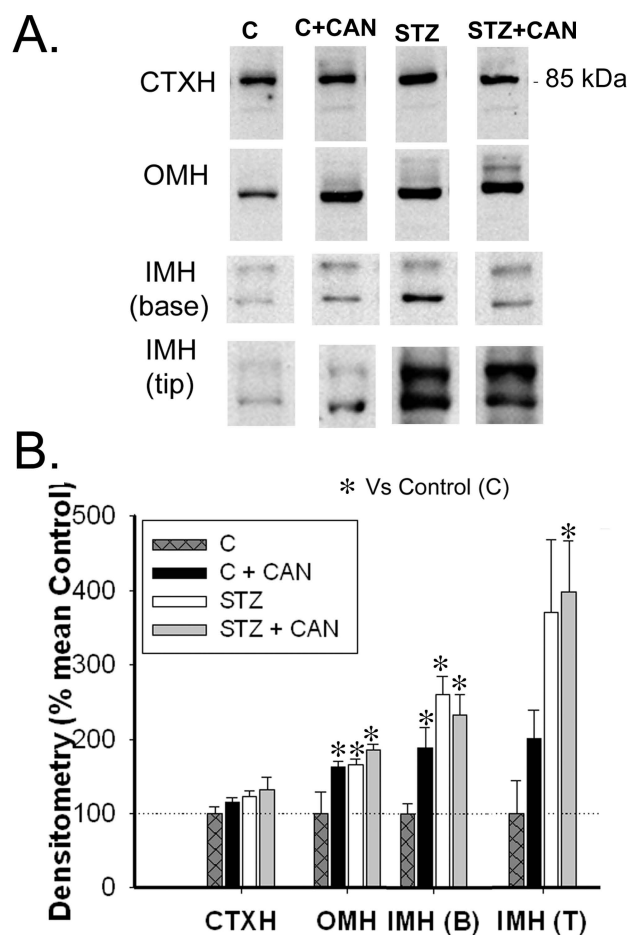 A.
C C+CAN STZ STZ+CAN
CTXH - 85 kDa
OMH
IMH
(base)
IMH
(tip)
B.
* Vs Control (C)
Densitometry (% mean Control)
500
400
300
200
100
0
C
C + CAN
STZ
STZ + CAN
* * *
* * *
*
CTXH OMH IMH (B) IMH (T)